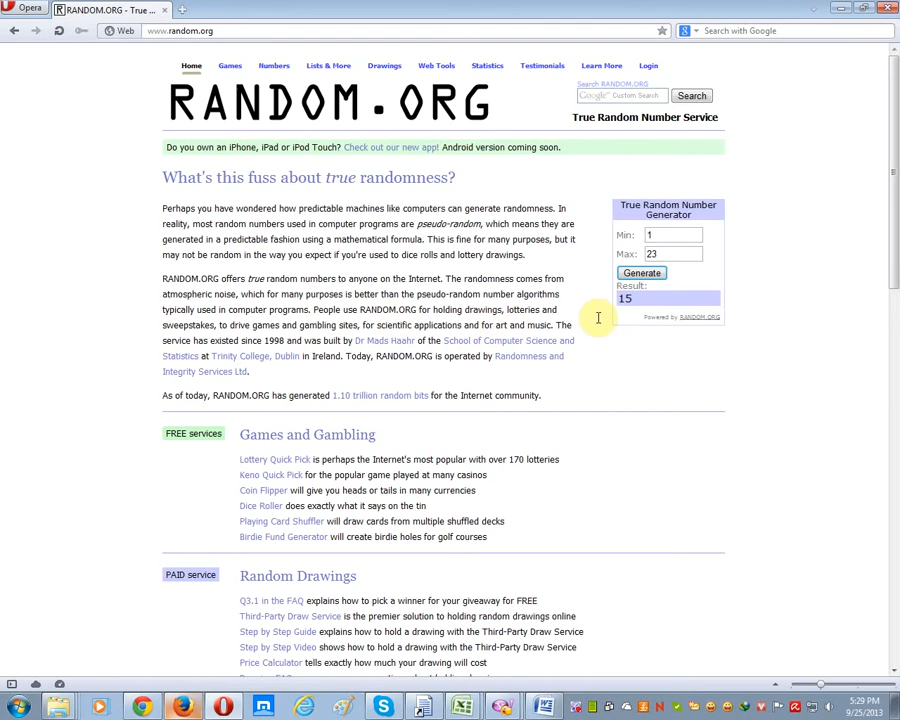 Opera
RANDOM.ORG - True ...
Web
www.random.org
Search with Google
Home Games Numbers Lists & More Drawings Web Tools Statistics Testimonials Learn More Login
RANDOM.ORG
Search RANDOM.ORG
Google™ Custom Search
Search
True Random Number Service
Do you own an iPhone, iPad or iPod Touch? Check out our new app! Android version coming soon.
What's this fuss about true randomness?
Perhaps you have wondered how predictable machines like computers can generate randomness. In
reality, most random numbers used in computer programs are pseudo-random, which means they are
generated in a predictable fashion using a mathematical formula. This is fine for many purposes, but it
may not be random in the way you expect if you're used to dice rolls and lottery drawings.
RANDOM.ORG offers true random numbers to anyone on the Internet. The randomness comes from
atmospheric noise, which for many purposes is better than the pseudo-random number algorithms
typically used in computer programs. People use RANDOM.ORG for holding drawings, lotteries and
sweepstakes, to drive games and gambling sites, for scientific applications and for art and music. The
service has existed since 1998 and was built by Dr Mads Haahr of the School of Computer Science and
Statistics at Trinity College, Dublin in Ireland. Today, RANDOM.ORG is operated by Randomness and
Integrity Services Ltd.
As of today, RANDOM.ORG has generated 1.10 trillion random bits for the Internet community.
True Random Number
Generator
Min: 1
Max: 23
Generate
Result:
15
Powered by RANDOM.ORG
FREE services
Games and Gambling
Lottery Quick Pick is perhaps the Internet's most popular with over 170 lotteries
Keno Quick Pick for the popular game played at many casinos
Coin Flipper will give you heads or tails in many currencies
Dice Roller does exactly what it says on the tin
Playing Card Shuffler will draw cards from multiple shuffled decks
Birdie Fund Generator will create birdie holes for golf courses
PAID service
Random Drawings
Q3.1 in the FAQ explains how to pick a winner for your giveaway for FREE
Third-Party Draw Service is the premier solution to holding random drawings online
Step by Step Guide explains how to hold a drawing with the Third-Party Draw Service
Step by Step Video shows how to hold a drawing with the Third-Party Draw Service
Price Calculator tells exactly how much your drawing will cost
5:29 PM
9/25/2013